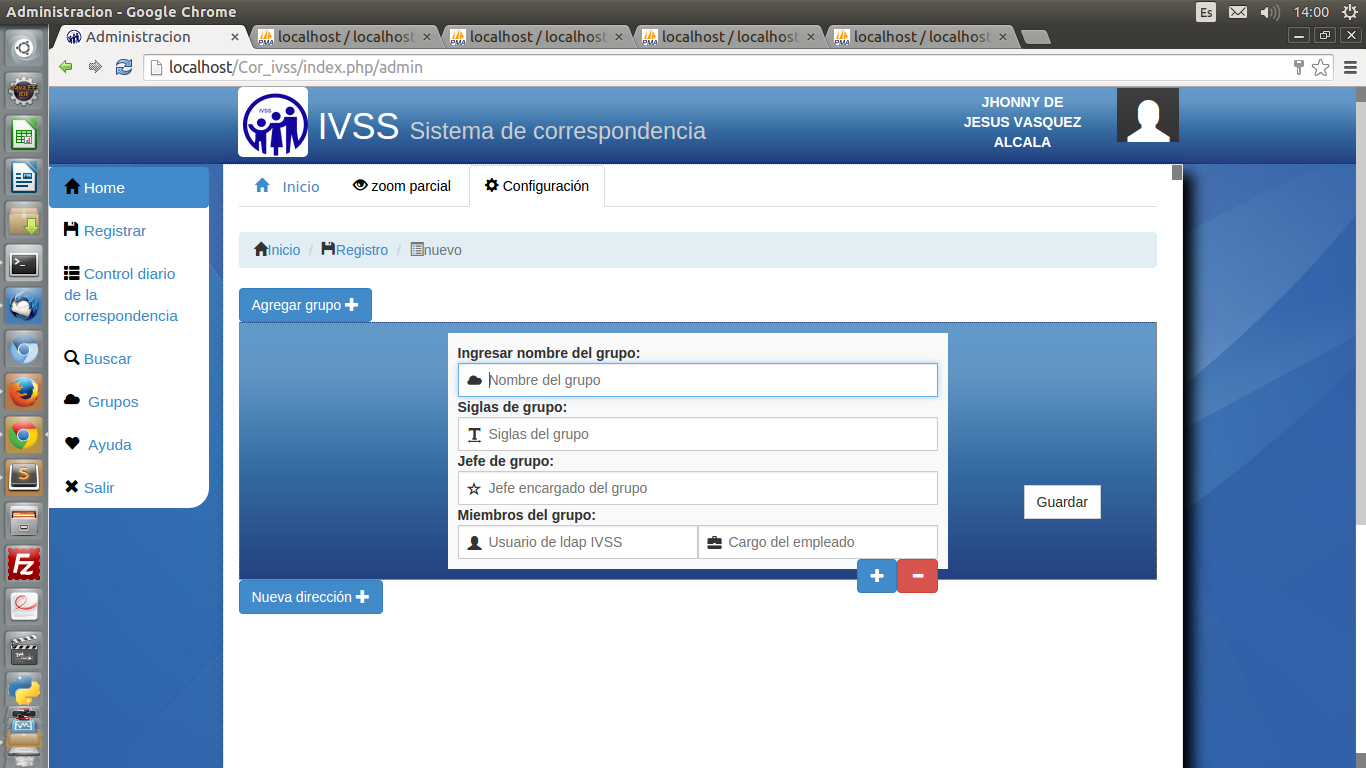 Administracion - Google Chrome
Es
14:00
Administracion
localhost / localhost
localhost / localhost
localhost / localhost
localhost / localhost
localhost/Cor_ivss/index.php/admin
IVSS
IVSS Sistema de correspondencia
JHONNY DE
JESUS VASQUEZ
ALCALA
Home
Registrar
Control diario
de la
correspondencia
Buscar
Grupos
Ayuda
Salir
Inicio
zoom parcial
Configuración
Inicio / Registro / nuevo
Agregar grupo
Ingresar nombre del grupo:
Nombre del grupo
Siglas de grupo:
Siglas del grupo
Jefe de grupo:
Jefe encargado del grupo
Miembros del grupo:
Usuario de ldap IVSS
Cargo del empleado
Guardar
Nueva dirección